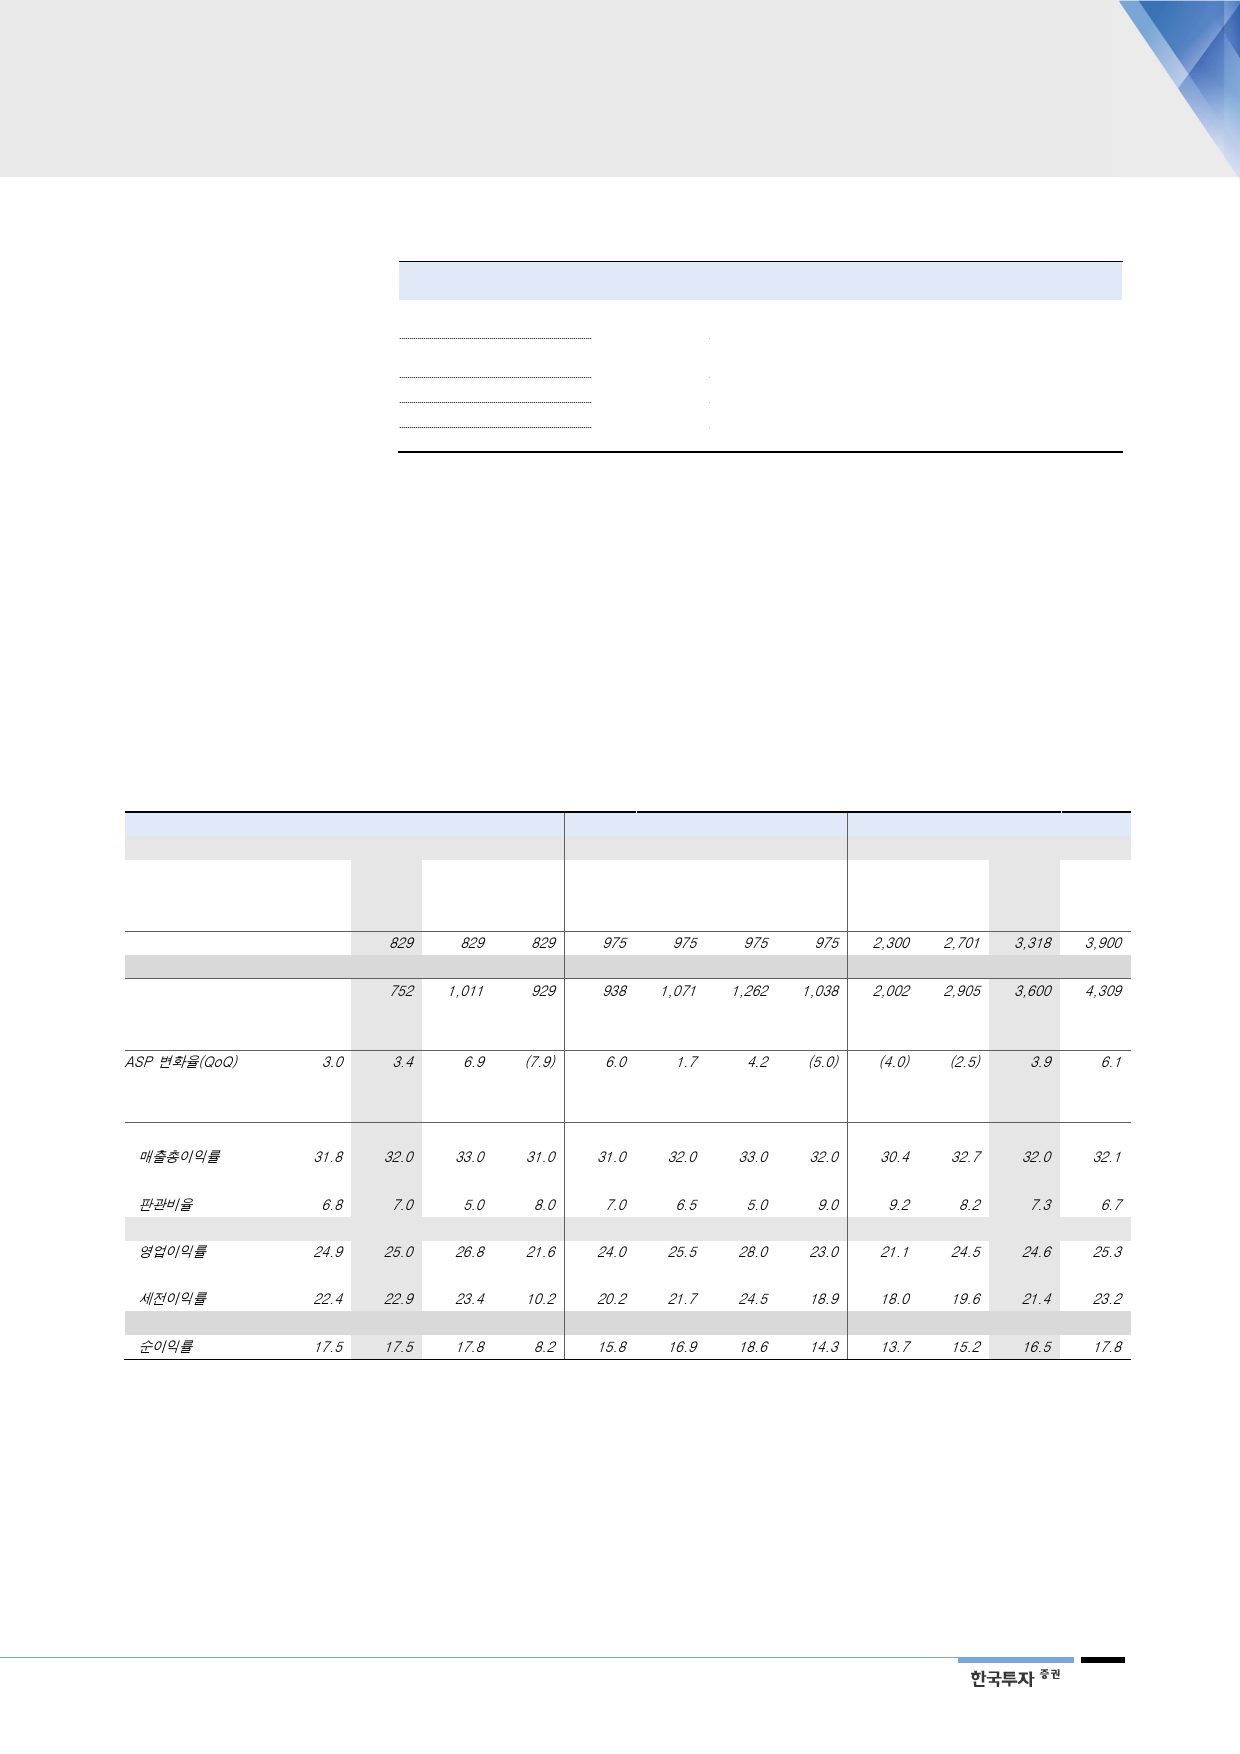 829 829 829 975 975 975 975 2,300 2,701 3,318 3,900
752 1,011 929 938 1,071 1,262 1,038 2,002 2,905 3,600 4,309
ASP 변화율(QoQ) 3.0 3.4 6.9 (7.9) 6.0 1.7 4.2 (5.0) (4.0) (2.5) 3.9 6.1
매출총이익률 31.8 32.0 33.0 31.0 31.0 32.0 33.0 32.0 30.4 32.7 32.0 32.1
판관비율 6.8 7.0 5.0 8.0 7.0 6.5 5.0 9.0 9.2 8.2 7.3 6.7
영업이익률 24.9 25.0 26.8 21.6 24.0 25.5 28.0 23.0 21.1 24.5 24.6 25.3
세전이익률 22.4 22.9 23.4 10.2 20.2 21.7 24.5 18.9 18.0 19.6 21.4 23.2
순이익률 17.5 17.5 17.8 8.2 15.8 16.9 18.6 14.3 13.7 15.2 16.5 17.8
한국투자 증권